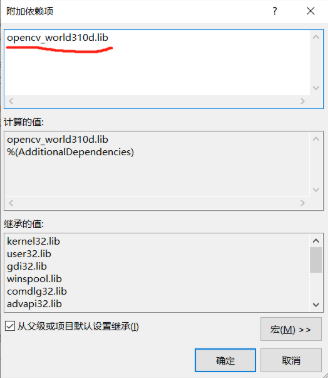 附加依赖项
?
opencv_world310d.lib
计算的值:
opencv_world310d.lib
%(AdditionalDependencies)
继承的值:
kernel32.lib
user32.lib
gdi32.lib
winspool.lib
comdlg32.lib
advapi32.lib
从父级或项目默认设置继承(I)
宏(M) >>
确定
取消